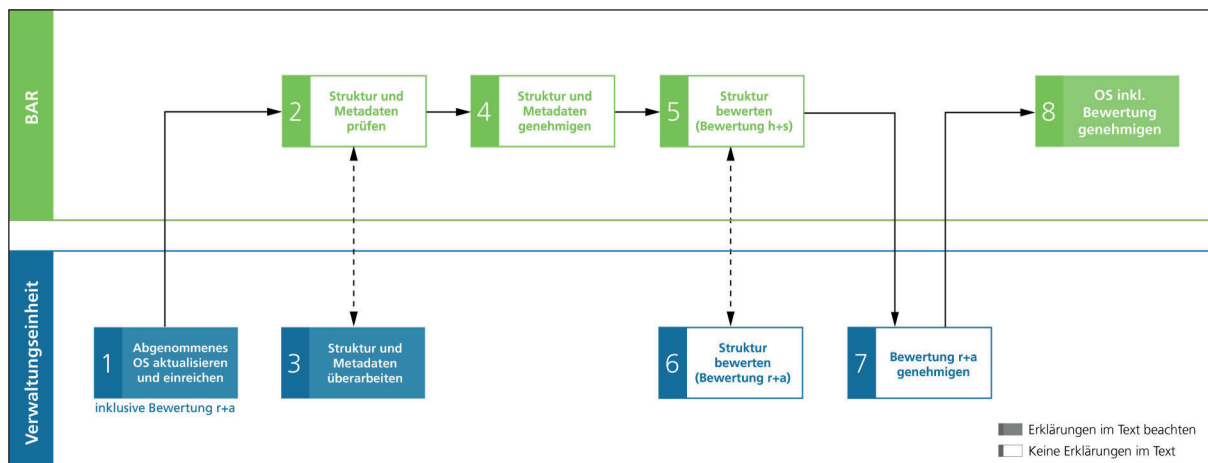 BAR
2
Struktur und
Metadaten
prüfen
4
Struktur und
Metadaten
genehmigen
5
Struktur
bewerten
(Bewertung h+s)
8
OS inkl.
Bewertung
genehmigen
Verwaltungseinheit
1
Abgenommenes
OS aktualisieren
und einreichen
inklusive Bewertung r+a
3
Struktur und
Metadaten
überarbeiten
6
Struktur
bewerten
(Bewertung r+a)
7
Bewertung r+a
genehmigen
Erklärungen im Text beachten
Keine Erklärungen im Text